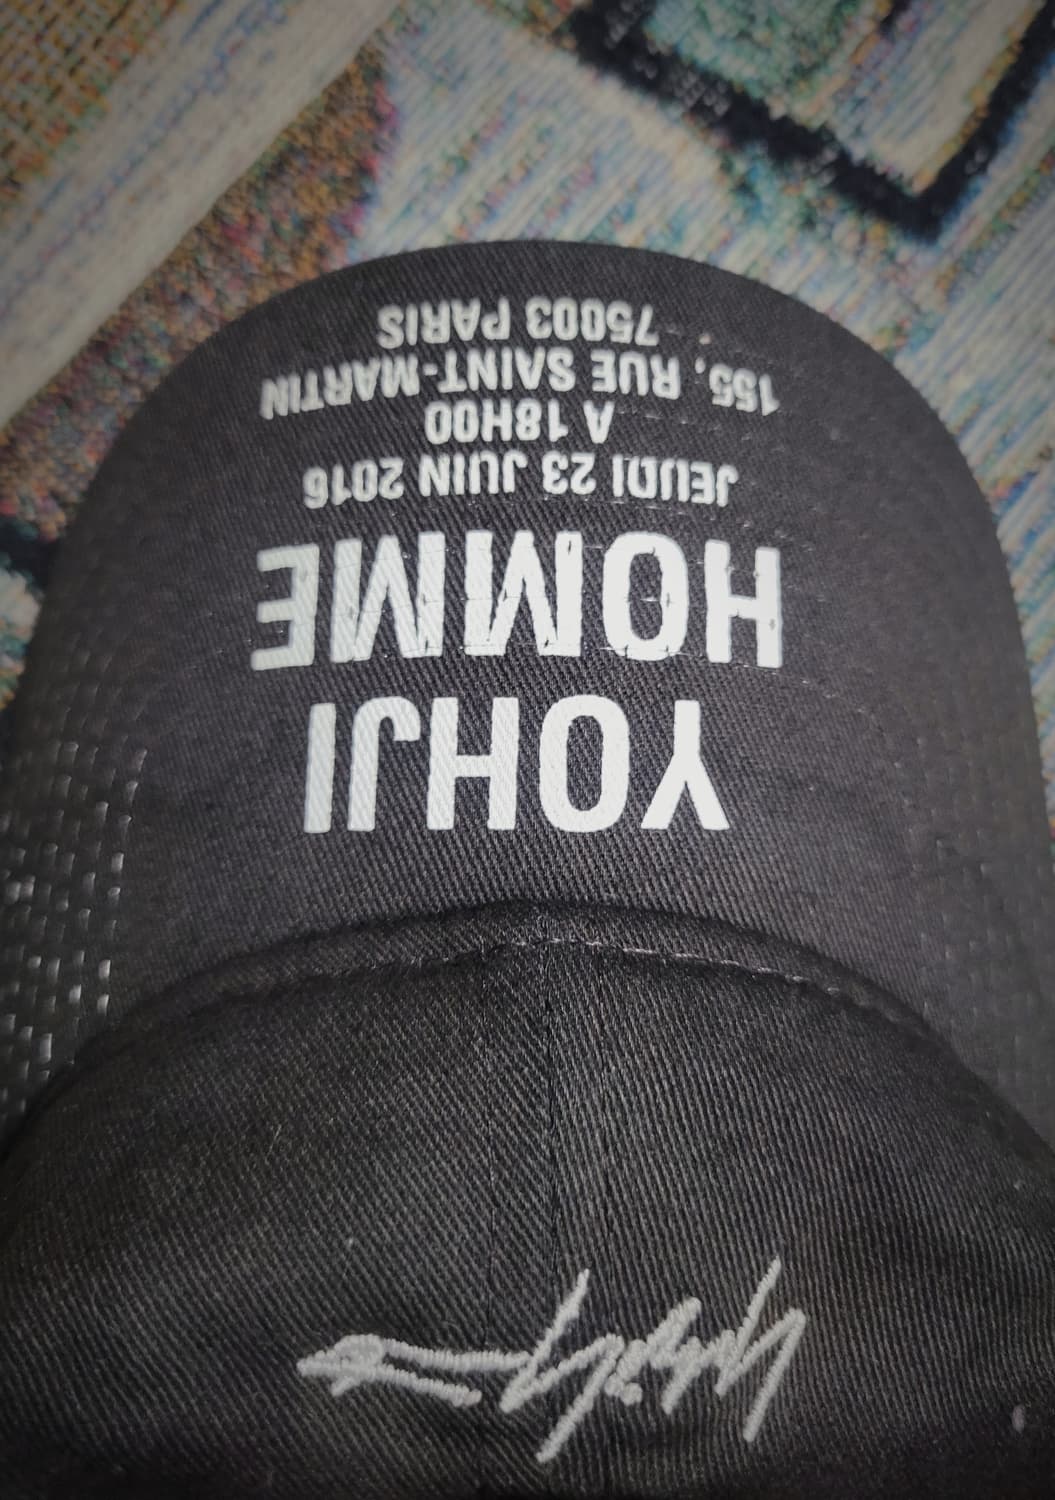 YOHJI
HOMME
JEUDI 23 JUIN 2016
A 18H00
155, RUE SAINT-MARTIN
75003 PARIS